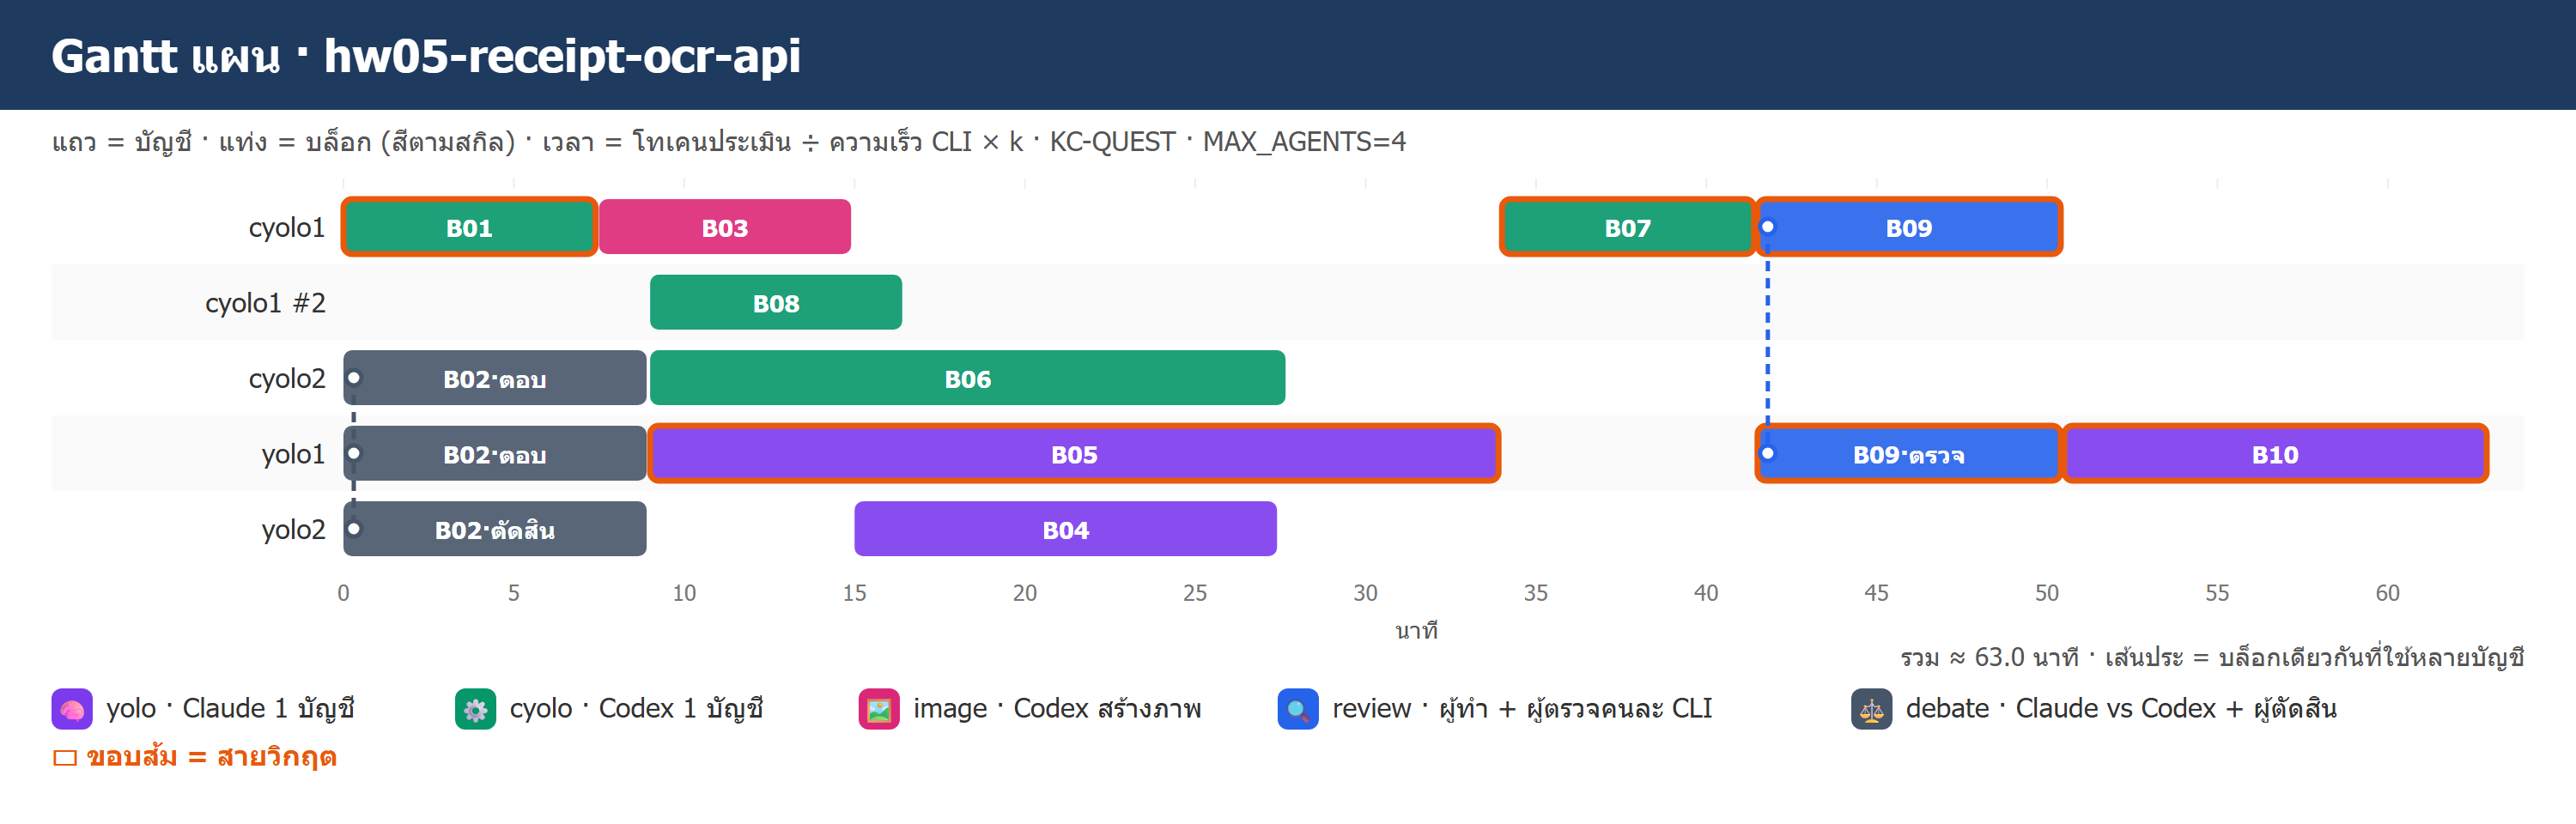 Gantt แผน · hw05-receipt-ocr-api
แถว = บัญชี · แท่ง = บล็อก (สีตามสกิล) · เวลา = โทเคนประเมิน ÷ ความเร็ว CLI × k · KC-QUEST · MAX_AGENTS=4
cyolo1 B01 B03 B07 B09
cyolo1 #2 B08
cyolo2 B02·ตอบ B06
yolo1 B02·ตอบ B05 B09·ตรวจ B10
yolo2 B02·ตัดสิน B04
0 5 10 15 20 25 30 35 40 45 50 55 60
นาที
รวม ≈ 63.0 นาที · เส้นประ = บล็อกเดียวกันที่ใช้หลายบัญชี
yolo · Claude 1 บัญชี cyolo · Codex 1 บัญชี image · Codex สร้างภาพ review · ผู้ทำ + ผู้ตรวจคนละ CLI debate · Claude vs Codex + ผู้ตัดสิน
ขอบส้ม = สายวิกฤต